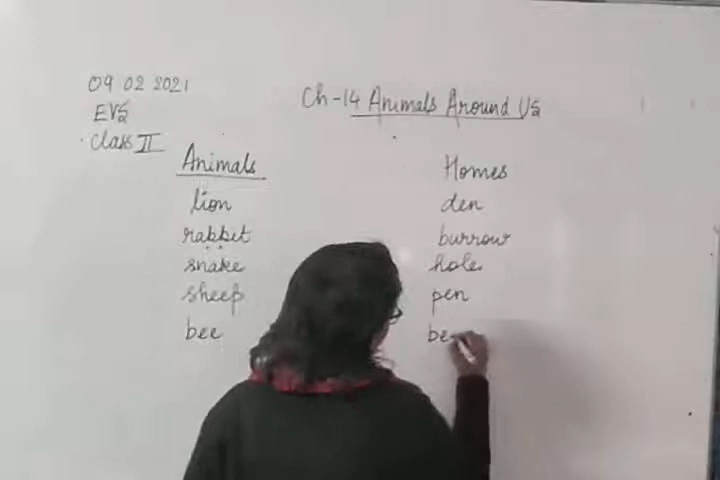 09 02 2021
EVS
Class II
Ch-14 Animals Around Us
Animals Homes
lion den
rabbit burrow
snake hole
sheep pen
bee be